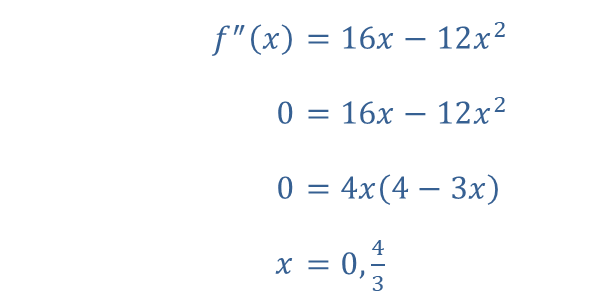 f″(x) = 16x − 12x²
0 = 16x − 12x²
0 = 4x(4 − 3x)
x = 0, 4/3